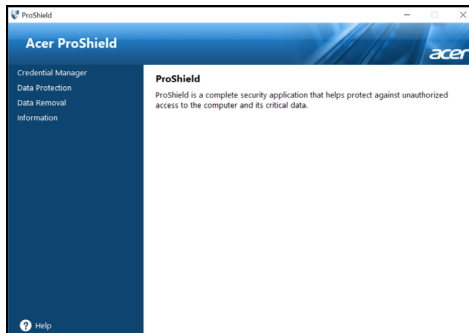 ProShield
Acer ProShield
acer
Credential Manager
Data Protection
Data Removal
Information
ProShield
ProShield is a complete security application that helps protect against unauthorized
access to the computer and its critical data.
? Help